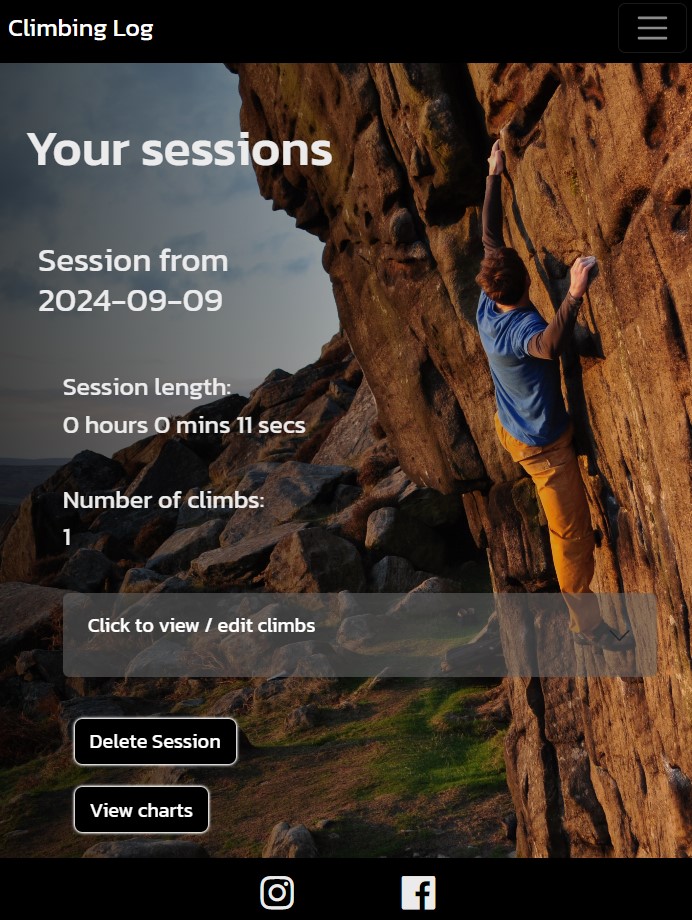 Climbing Log
Your sessions
Session from
2024-09-09
Session length:
0 hours 0 mins 11 secs
Number of climbs:
1
Click to view / edit climbs
Delete Session
View charts